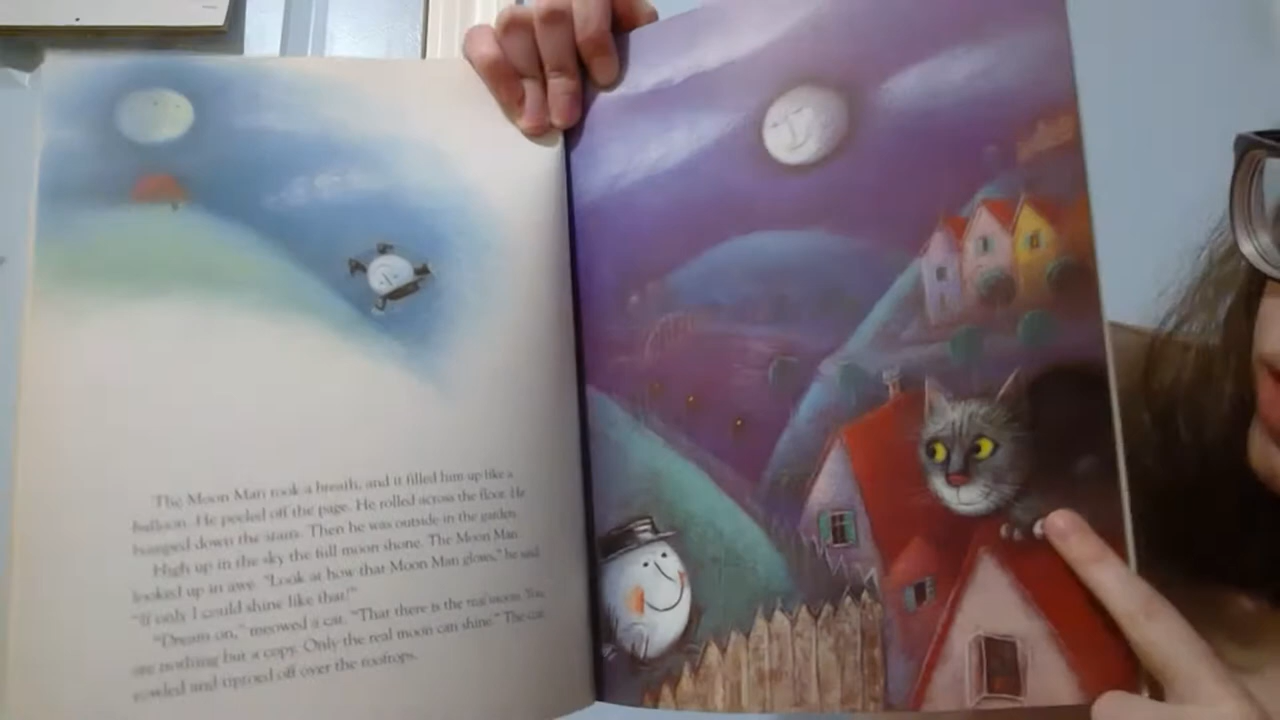 The Moon Man took a breath, and it filled him up like a
balloon. He peeled off the page. He rolled across the floor. He
bumped down the stairs. Then he was outside in the garden.
High up in the sky the full moon shone. The Moon Man
looked up in awe. "Look at how that Moon Man glows," he said.
"If only I could shine like that!"
"Dream on," meowed a cat. "That there is the real moon. You
are nothing but a copy. Only the real moon can shine." The cat
yowled and tiptoed off over the rooftops.